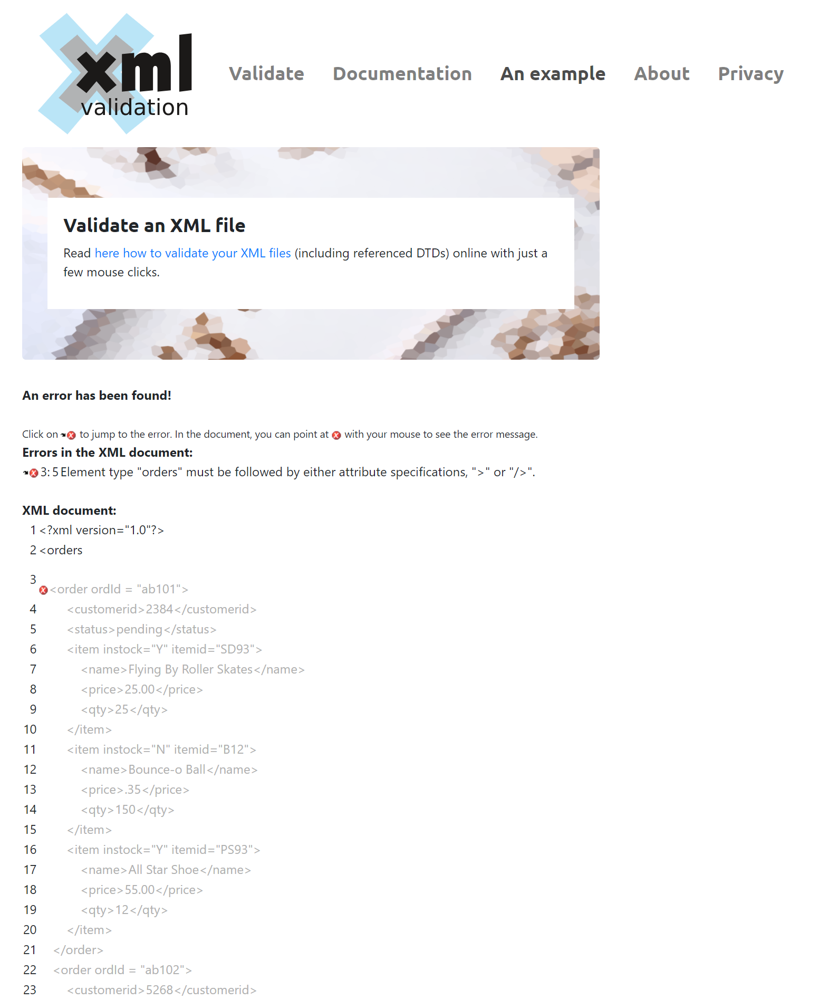 xml
validation
Validate Documentation An example About Privacy
Validate an XML file
Read here how to validate your XML files (including referenced DTDs) online with just a
few mouse clicks.
An error has been found!
Click on to jump to the error. In the document, you can point at with your mouse to see the error message.
Errors in the XML document:
3: 5 Element type "orders" must be followed by either attribute specifications, ">" or "/>".
XML document:
1 <?xml version="1.0"?>
2 <orders
3 <order ordId = "ab101">
4 <customerid>2384</customerid>
5 <status>pending</status>
6 <item instock="Y" itemid="SD93">
7 <name>Flying By Roller Skates</name>
8 <price>25.00</price>
9 <qty>25</qty>
10 </item>
11 <item instock="N" itemid="B12">
12 <name>Bounce-o Ball</name>
13 <price>.35</price>
14 <qty>150</qty>
15 </item>
16 <item instock="Y" itemid="PS93">
17 <name>All Star Shoe</name>
18 <price>55.00</price>
19 <qty>12</qty>
20 </item>
21 </order>
22 <order ordId = "ab102">
23 <customerid>5268</customerid>